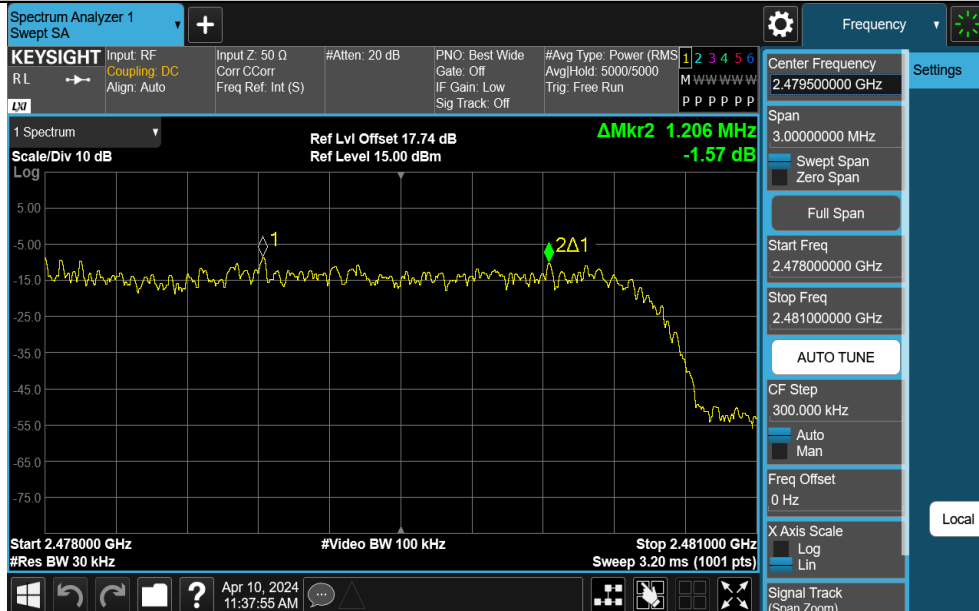 Spectrum Analyzer 1
Swept SA
+
Frequency
KEYSIGHT
R L
LXI
Input: RF
Coupling: DC
Align: Auto
Input Z: 50 Ω
Corr CCorr
Freq Ref: Int (S)
#Atten: 20 dB
PNO: Best Wide
Gate: Off
IF Gain: Low
Sig Track: Off
#Avg Type: Power (RMS
Avg|Hold: 5000/5000
Trig: Free Run
1 2 3 4 5 6
M W W W W W
P P P P P P
1 Spectrum
Scale/Div 10 dB
Log
Ref Lvl Offset 17.74 dB
Ref Level 15.00 dBm
ΔMkr2 1.206 MHz
-1.57 dB
5.00
-5.00
-15.0
-25.0
-35.0
-45.0
-55.0
-65.0
-75.0
1
2Δ1
Start 2.478000 GHz
#Res BW 30 kHz
#Video BW 100 kHz
Stop 2.481000 GHz
Sweep 3.20 ms (1001 pts)
Apr 10, 2024
11:37:55 AM
?
Center Frequency
2.479500000 GHz
Span
3.00000000 MHz
Swept Span
Zero Span
Full Span
Start Freq
2.478000000 GHz
Stop Freq
2.481000000 GHz
AUTO TUNE
CF Step
300.000 kHz
Auto
Man
Freq Offset
0 Hz
X Axis Scale
Log
Lin
Signal Track
(Span Zoom)
Settings
Local